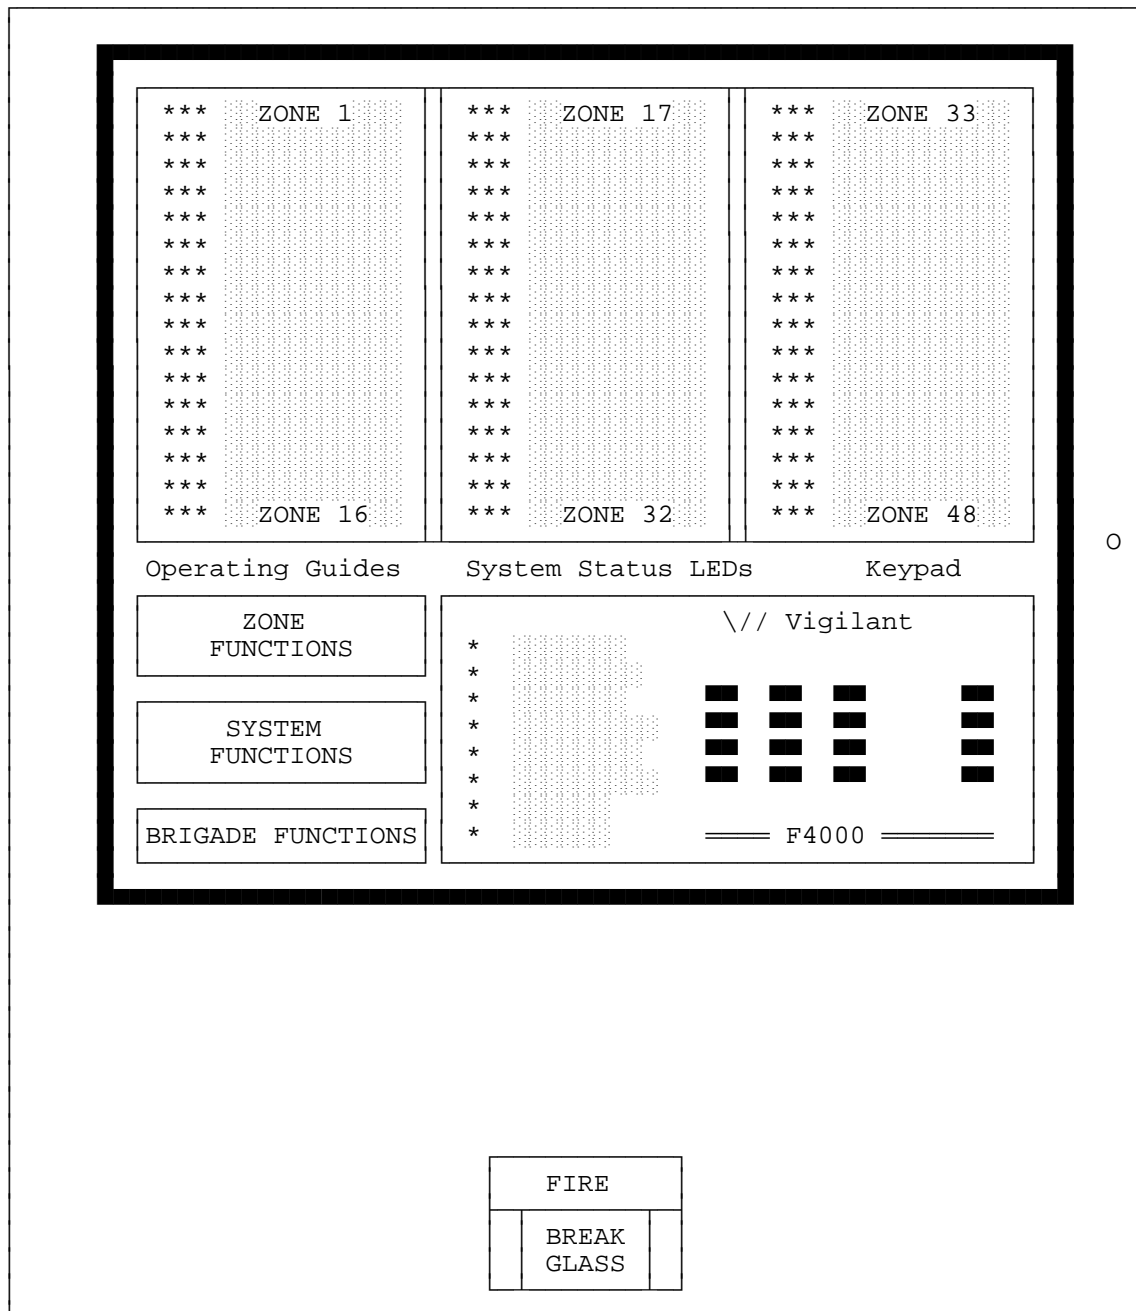 *** ZONE 1 *** ZONE 17 *** ZONE 33
*** *** ***
*** *** ***
*** *** ***
*** *** ***
*** *** ***
*** *** ***
*** *** ***
*** *** ***
*** *** ***
*** *** ***
*** *** ***
*** *** ***
*** *** ***
*** *** ***
*** ZONE 16 *** ZONE 32 *** ZONE 48
O
Operating Guides System Status LEDs Keypad
ZONE
FUNCTIONS
SYSTEM
FUNCTIONS
BRIGADE FUNCTIONS
\// Vigilant
*
*
*
*
*
*
*
*
F4000
FIRE
BREAK
GLASS